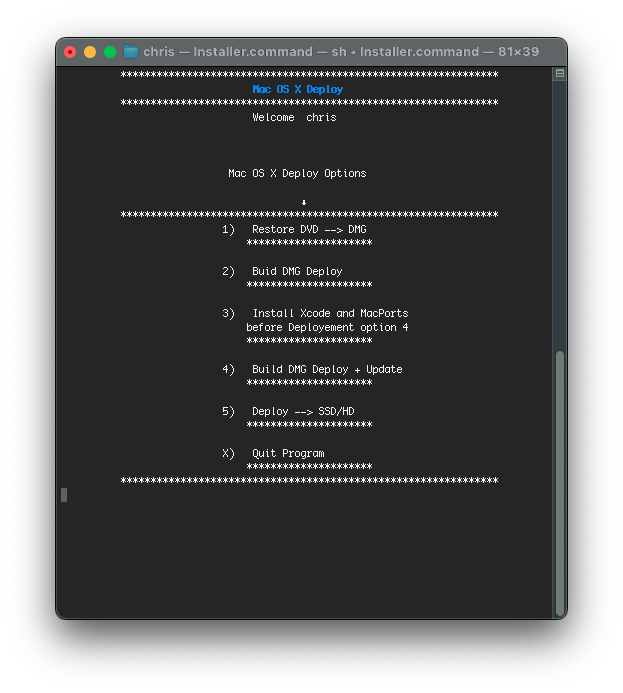 chris — Installer.command — sh ◂ Installer.command — 81×39
***************************************************************
Mac OS X Deploy
***************************************************************
Welcome  chris
Mac OS X Deploy Options
⬇
***************************************************************
1)   Restore DVD --> DMG
*********************
2)   Buid DMG Deploy
*********************
3)   Install Xcode and MacPorts
before Deployement option 4
*********************
4)   Build DMG Deploy + Update
*********************
5)   Deploy --> SSD/HD
*********************
X)   Quit Program
*********************
***************************************************************